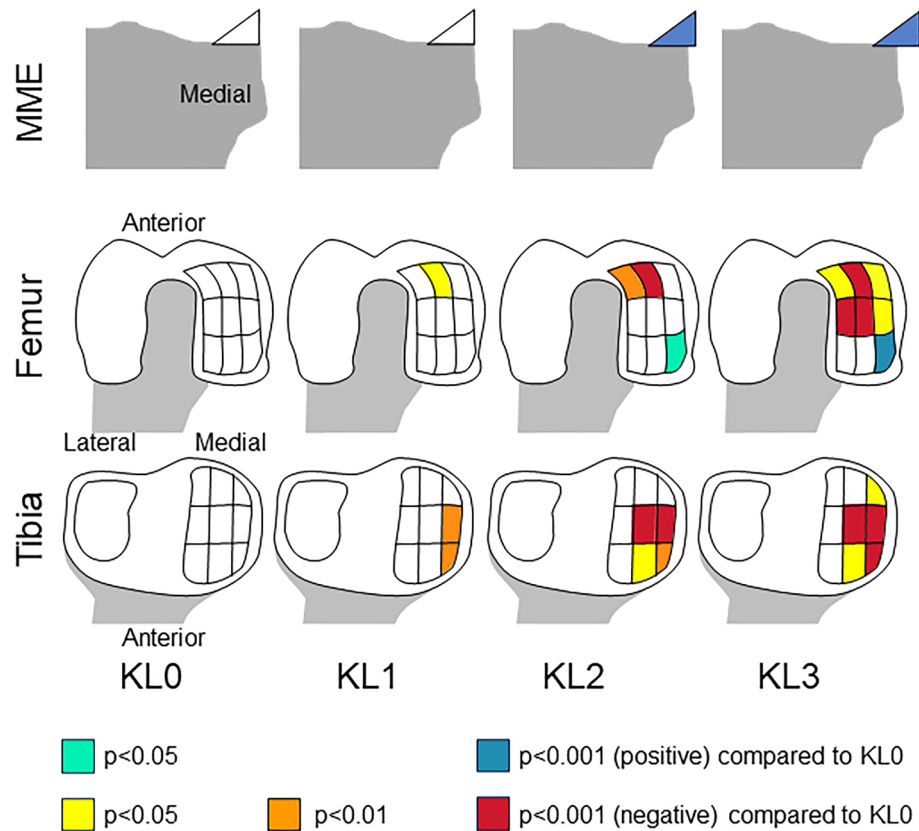 MME
Medial
Anterior
Femur
Lateral
Medial
Tibia
Anterior
KL0
KL1
KL2
KL3
p<0.05
p<0.001 (positive) compared to KL0
p<0.05
p<0.01
p<0.001 (negative) compared to KL0